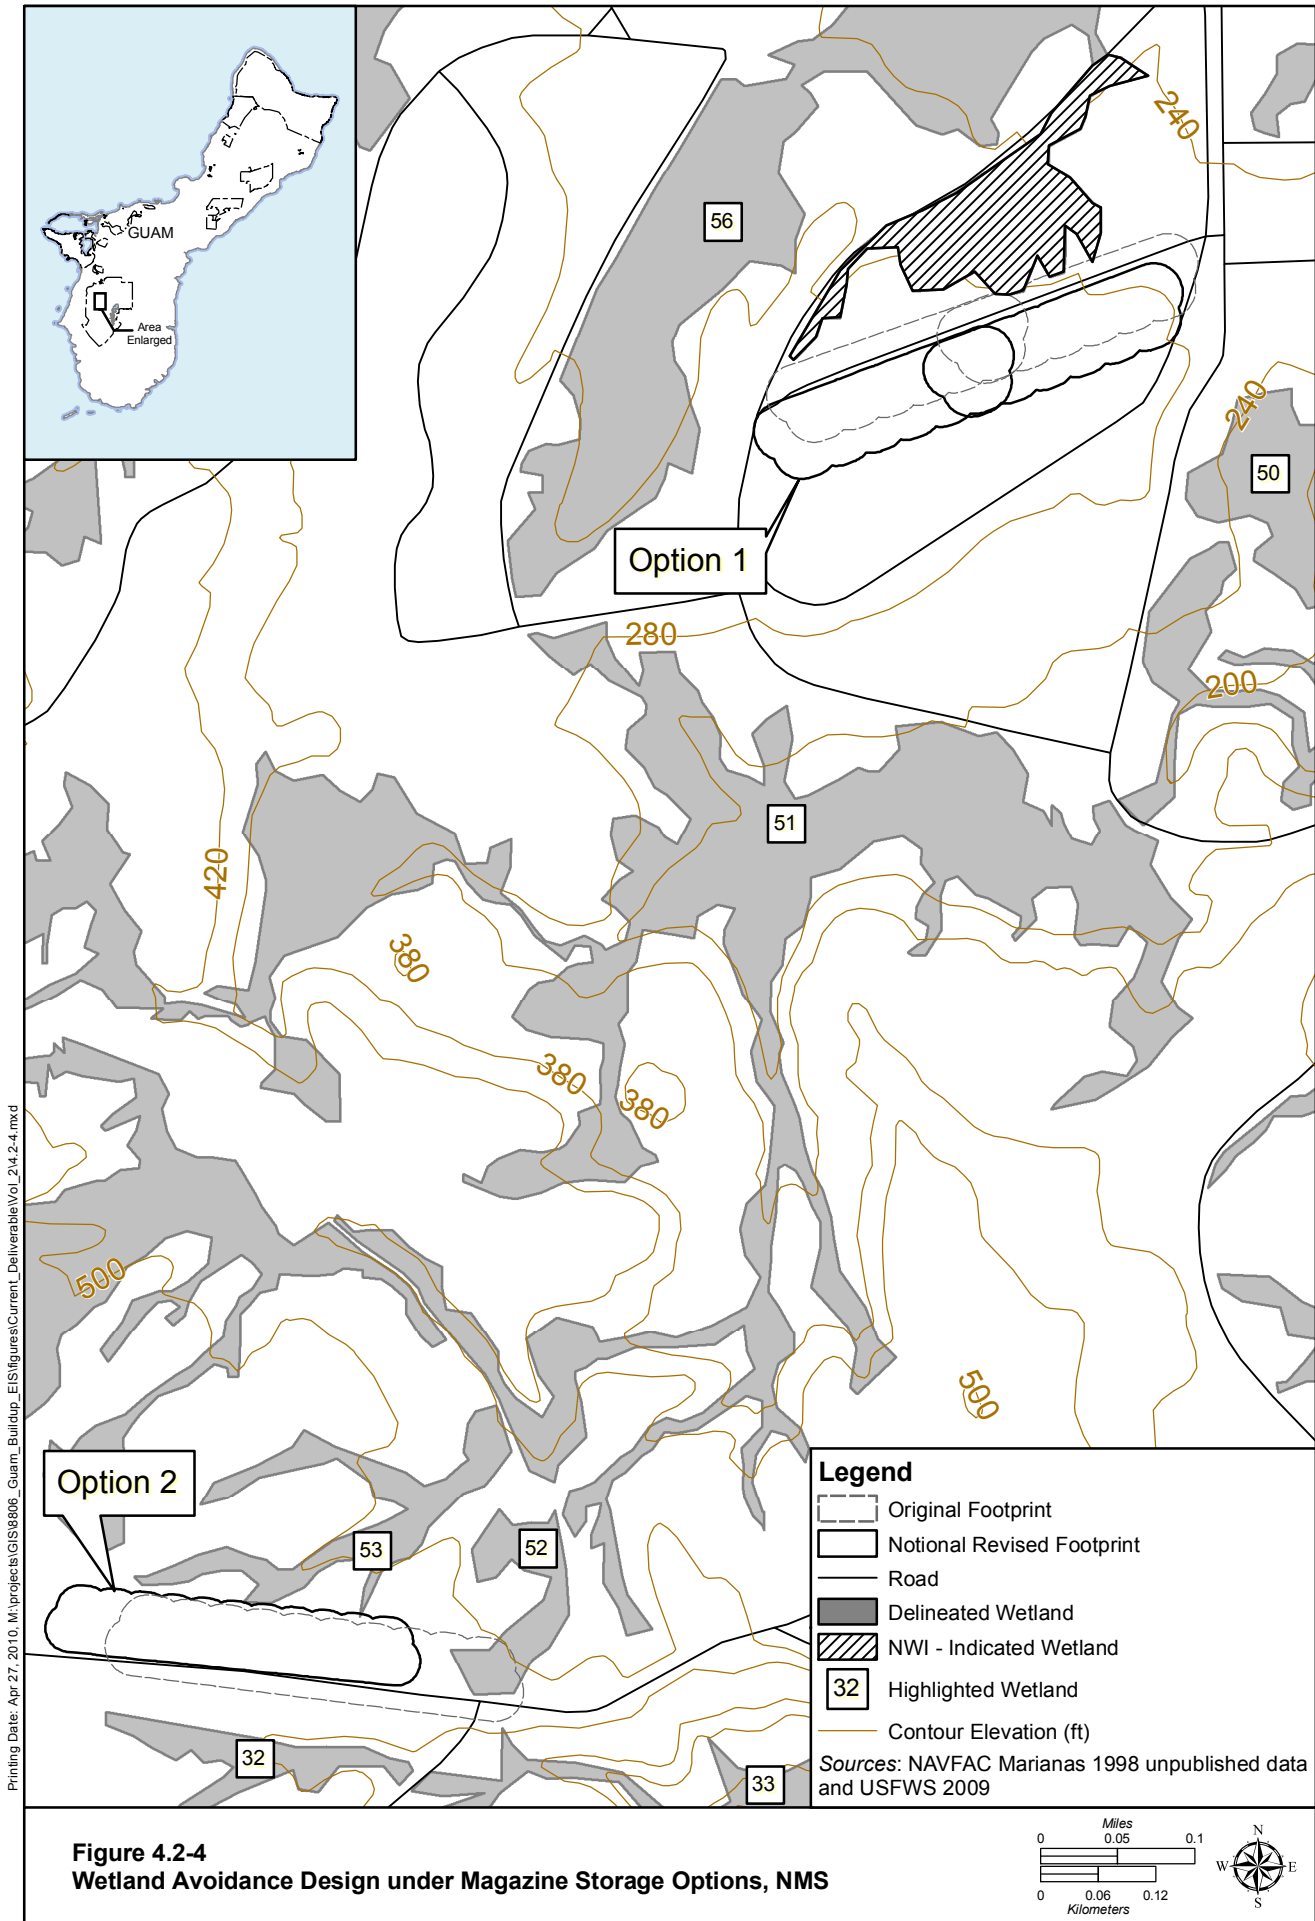 GUAM
Area
Enlarged
240
56
240
50
Option 1
280
200
51
420
380
380
380
500
500
Option 2
53
52
32
33
Legend
Original Footprint
Notional Revised Footprint
Road
Delineated Wetland
NWI - Indicated Wetland
32 Highlighted Wetland
Contour Elevation (ft)
Sources: NAVFAC Marianas 1998 unpublished data
and USFWS 2009
Printing Date: Apr 27, 2010, M:\projects\GIS\8806_Guam_Buildup_EIS\figures\Current_Deliverable\Vol_2\4.2-4.mxd
Figure 4.2-4
Wetland Avoidance Design under Magazine Storage Options, NMS
Miles
0 0.05 0.1
0 0.06 0.12
Kilometers
N
W E
S